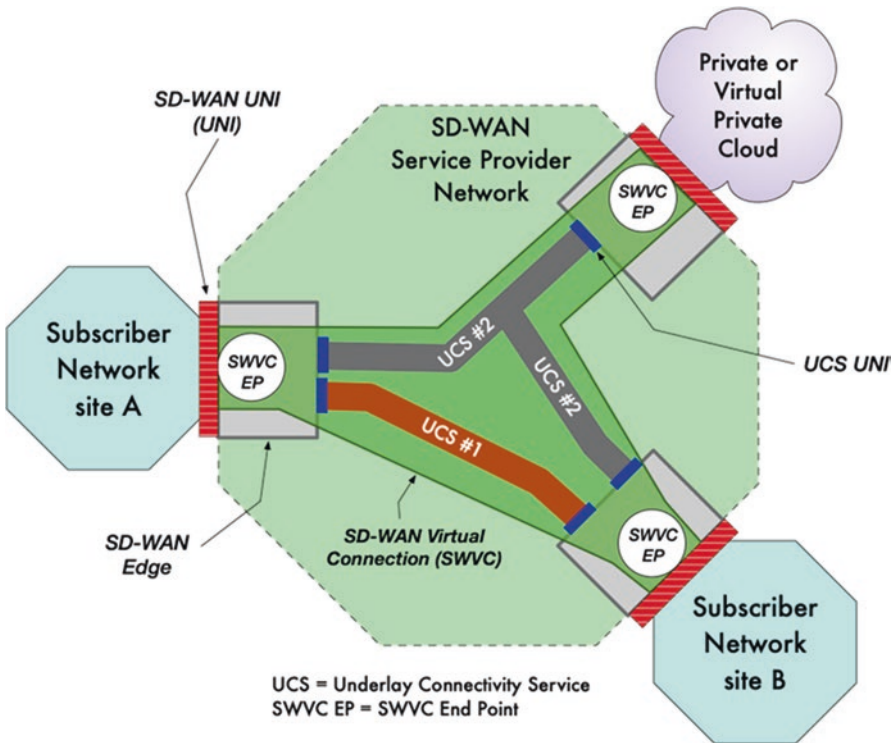 SD-WAN UNI
(UNI)
SD-WAN
Service Provider
Network
Private or
Virtual
Private
Cloud
SWVC
EP
Subscriber
Network
site A
SWVC
EP
UCS #2
UCS #2
UCS #1
UCS UNI
SD-WAN
Edge
SD-WAN Virtual
Connection (SWVC)
SWVC
EP
Subscriber
Network
site B
UCS = Underlay Connectivity Service
SWVC EP = SWVC End Point